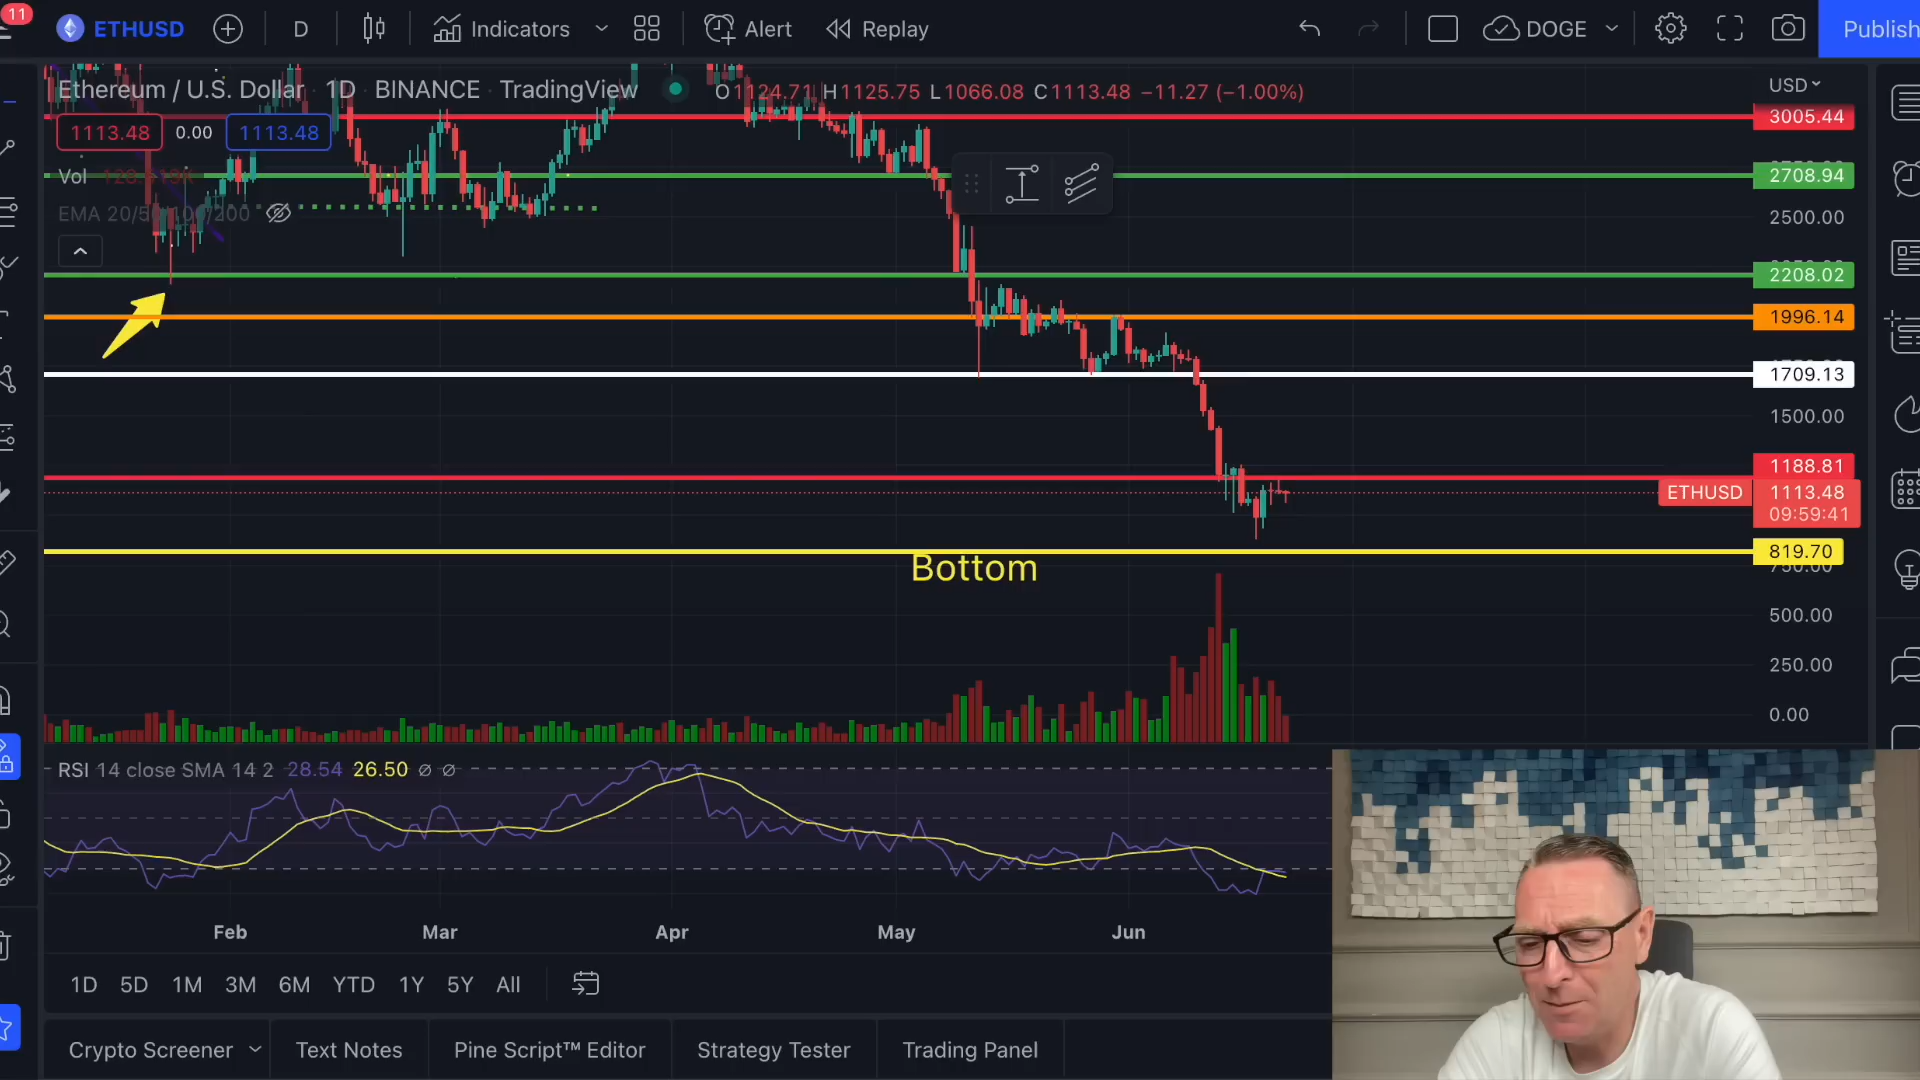 11
ETHUSD
D
Indicators
Alert
Replay
DOGE
Publish
Ethereum / U.S. Dollar 1D BINANCE TradingView
O1124.71 H1125.75 L1066.08 C1113.48 −11.27 (−1.00%)
USD
3005.44
1113.48 0.00 1113.48
Vol
2708.94
EMA 20/50/100/200
2500.00
2208.02
1996.14
1709.13
1500.00
1188.81
ETHUSD 1113.48
09:59:41
819.70
750.00
Bottom
500.00
250.00
0.00
RSI 14 close SMA 14 2 28.54 26.50 ∅ ∅
Feb Mar Apr May Jun
1D 5D 1M 3M 6M YTD 1Y 5Y All
Crypto Screener Text Notes Pine Script™ Editor Strategy Tester Trading Panel